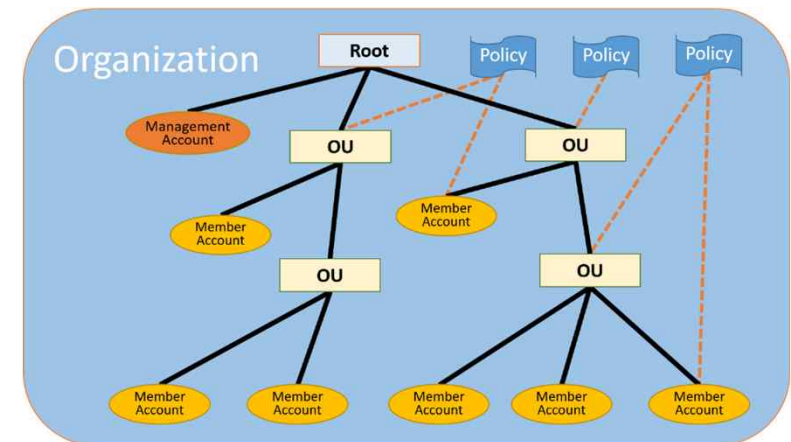 Organization
Root
Policy
Policy
Policy
Management
Account
OU
OU
Member
Account
Member
Account
OU
OU
Member
Account
Member
Account
Member
Account
Member
Account
Member
Account